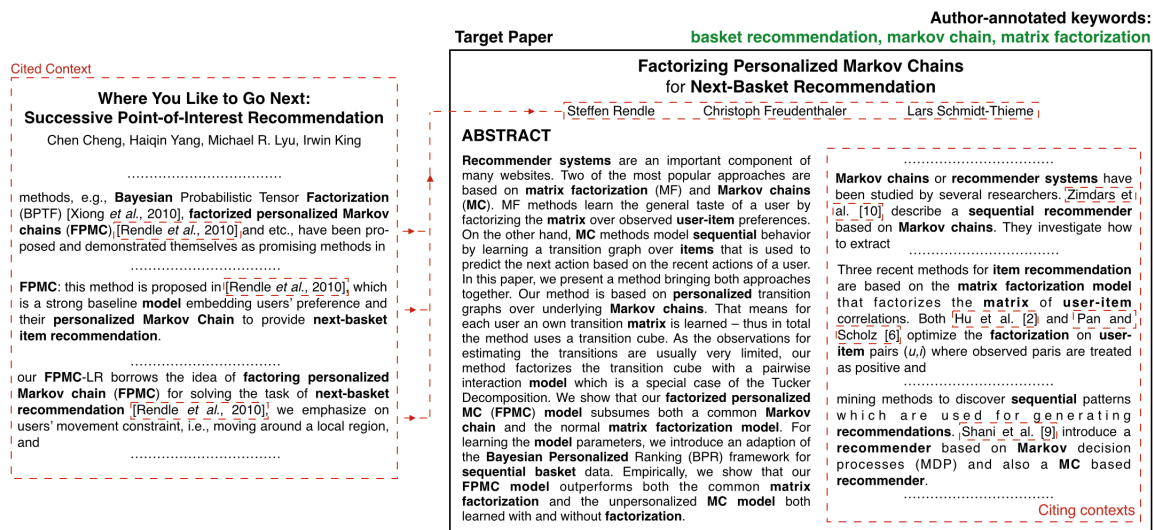 Author-annotated keywords:
Target Paper
basket recommendation, markov chain, matrix factorization
Cited Context
Where You Like to Go Next:
Successive Point-of-Interest Recommendation
Chen Cheng, Haiqin Yang, Michael R. Lyu, Irwin King
................................
methods, e.g., Bayesian Probabilistic Tensor Factorization
(BPTF) [Xiong et al., 2010], factorized personalized Markov
chains (FPMC) [Rendle et al., 2010] and etc., have been pro-
posed and demonstrated themselves as promising methods in
................................
FPMC: this method is proposed in [Rendle et al., 2010], which
is a strong baseline model embedding users' preference and
their personalized Markov Chain to provide next-basket
item recommendation.
................................
our FPMC-LR borrows the idea of factoring personalized
Markov chain (FPMC) for solving the task of next-basket
recommendation [Rendle et al., 2010], we emphasize on
users' movement constraint, i.e., moving around a local region,
and
................................
Factorizing Personalized Markov Chains
for Next-Basket Recommendation
Steffen Rendle Christoph Freudenthaler Lars Schmidt-Thieme
ABSTRACT
Recommender systems are an important component of
many websites. Two of the most popular approaches are
based on matrix factorization (MF) and Markov chains
(MC). MF methods learn the general taste of a user by
factorizing the matrix over observed user-item preferences.
On the other hand, MC methods model sequential behavior
by learning a transition graph over items that is used to
predict the next action based on the recent actions of a user.
In this paper, we present a method bringing both approaches
together. Our method is based on personalized transition
graphs over underlying Markov chains. That means for
each user an own transition matrix is learned – thus in total
the method uses a transition cube. As the observations for
estimating the transitions are usually very limited, our
method factorizes the transition cube with a pairwise
interaction model which is a special case of the Tucker
Decomposition. We show that our factorized personalized
MC (FPMC) model subsumes both a common Markov
chain and the normal matrix factorization model. For
learning the model parameters, we introduce an adaption of
the Bayesian Personalized Ranking (BPR) framework for
sequential basket data. Empirically, we show that our
FPMC model outperforms both the common matrix
factorization and the unpersonalized MC model both
learned with and without factorization.
................................
Markov chains or recommender systems have
been studied by several researchers. Zimdars et
al. [10] describe a sequential recommender
based on Markov chains. They investigate how
to extract
................................
Three recent methods for item recommendation
are based on the matrix factorization model
that factorizes the matrix of user-item
correlations. Both Hu et al. [2] and Pan and
Scholz [6] optimize the factorization on user-
item pairs (u,i) where observed paris are treated
as positive and
................................
mining methods to discover sequential patterns
which are used for generating
recommendations. Shani et al. [9] introduce a
recommender based on Markov decision
processes (MDP) and also a MC based
recommender.
................................
Citing contexts